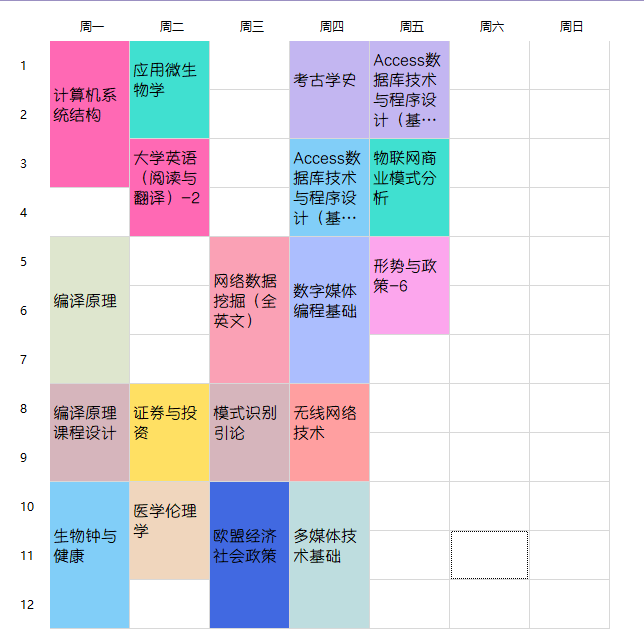 周一 周二 周三 周四 周五 周六 周日
1
2
3
4
5
6
7
8
9
10
11
12
计算机系
统结构
编译原理
编译原理
课程设计
生物钟与
健康
应用微生
物学
大学英语
（阅读与
翻译）-2
证券与投
资
医学伦理
学
网络数据
挖掘（全
英文）
模式识别
引论
欧盟经济
社会政策
考古学史
Access数
据库技术
与程序设
计（基…
数字媒体
编程基础
无线网络
技术
多媒体技
术基础
Access数
据库技术
与程序设
计（基…
物联网商
业模式分
析
形势与政
策-6